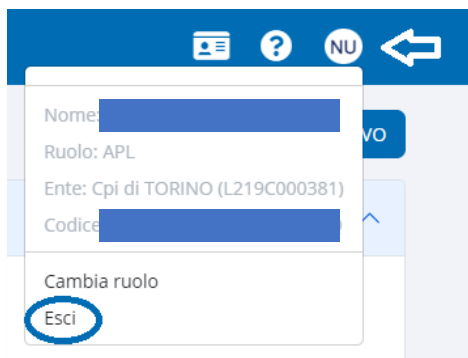 NU
Nome:
VO
Ruolo: APL
Ente: Cpi di TORINO (L219C000381)
Codice
Cambia ruolo
Esci